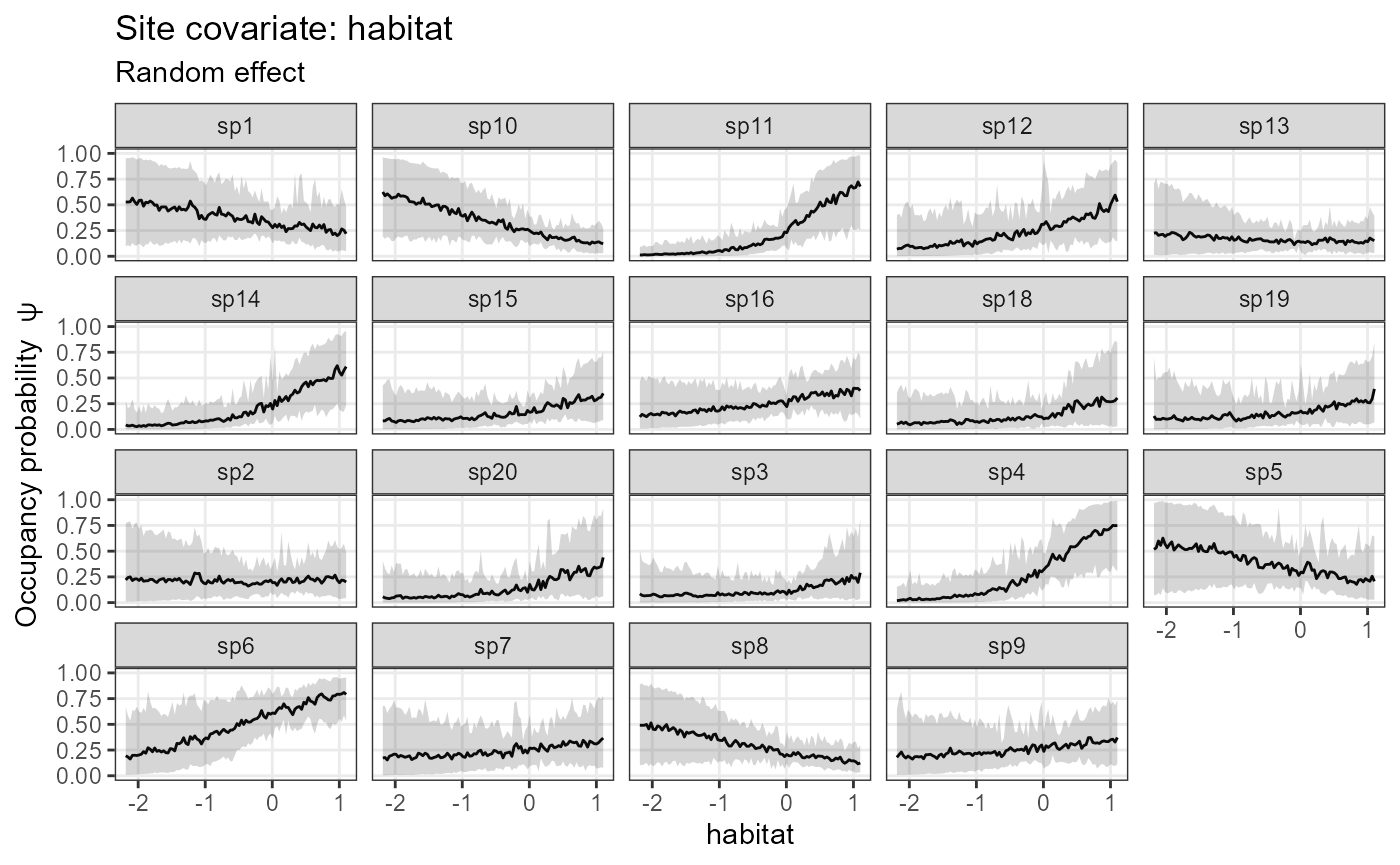 Site covariate: habitat
Random effect
sp1 sp10 sp11 sp12 sp13
1.00
0.75
0.50
0.25
0.00
sp14 sp15 sp16 sp18 sp19
1.00
0.75
0.50
0.25
0.00
sp2 sp20 sp3 sp4 sp5
1.00
0.75
0.50
0.25
0.00
-2 -1 0 1
sp6 sp7 sp8 sp9
1.00
0.75
0.50
0.25
0.00
-2 -1 0 1 -2 -1 0 1 -2 -1 0 1 -2 -1 0 1
habitat
Occupancy probability ψ